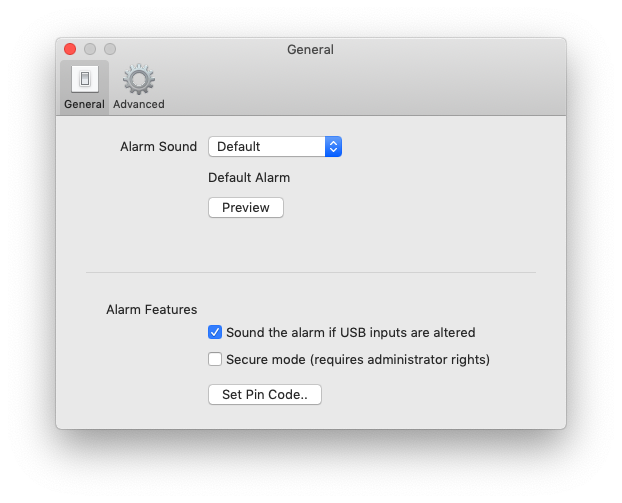 General
General Advanced
Alarm Sound Default
Default Alarm
Preview
Alarm Features
Sound the alarm if USB inputs are altered
Secure mode (requires administrator rights)
Set Pin Code..